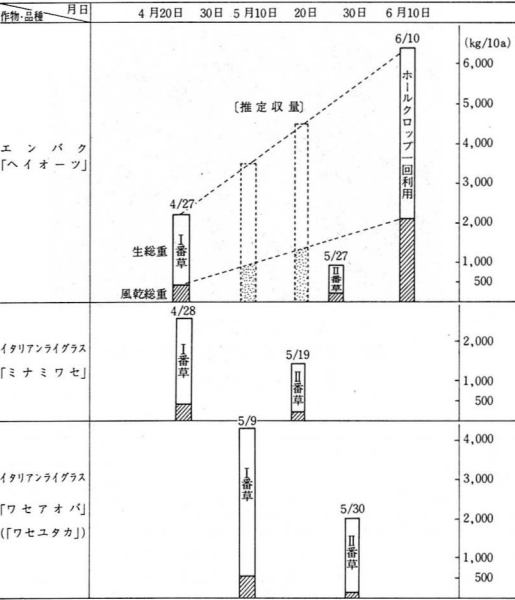 作物・品種 月日 4月20日 30日 5月10日 20日 30日 6月10日
6/10
(kg/10a)
6,000
〔推定収量〕
5,000
ホールクロップ一回利用
4,000
エンバク
「ヘイオーツ」
3,000
4/27
2,000
Ⅰ番草
生総重
5/27
1,000
Ⅱ番草
500
風乾総重
4/28
イタリアンライグラス
「ミナミワセ」
Ⅰ番草
2,000
5/19
Ⅱ番草
1,000
500
5/9
4,000
イタリアンライグラス
「ワセアオバ」
(「ワセユタカ」)
Ⅰ番草
3,000
5/30
2,000
Ⅱ番草
1,000
500